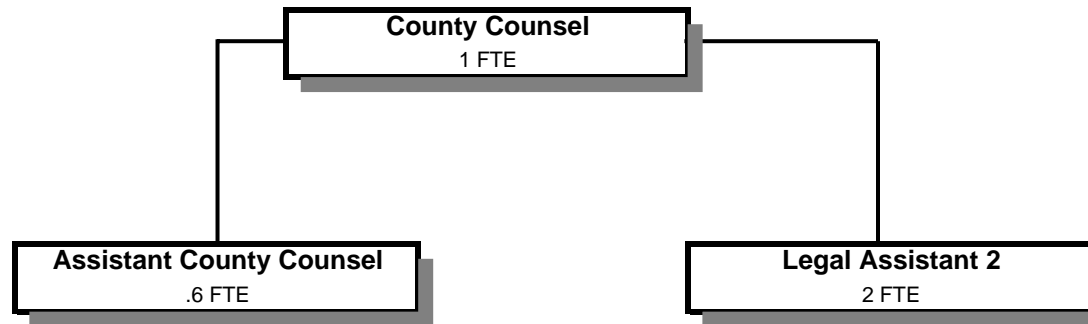 County Counsel
1 FTE
Assistant County Counsel
.6 FTE
Legal Assistant 2
2 FTE